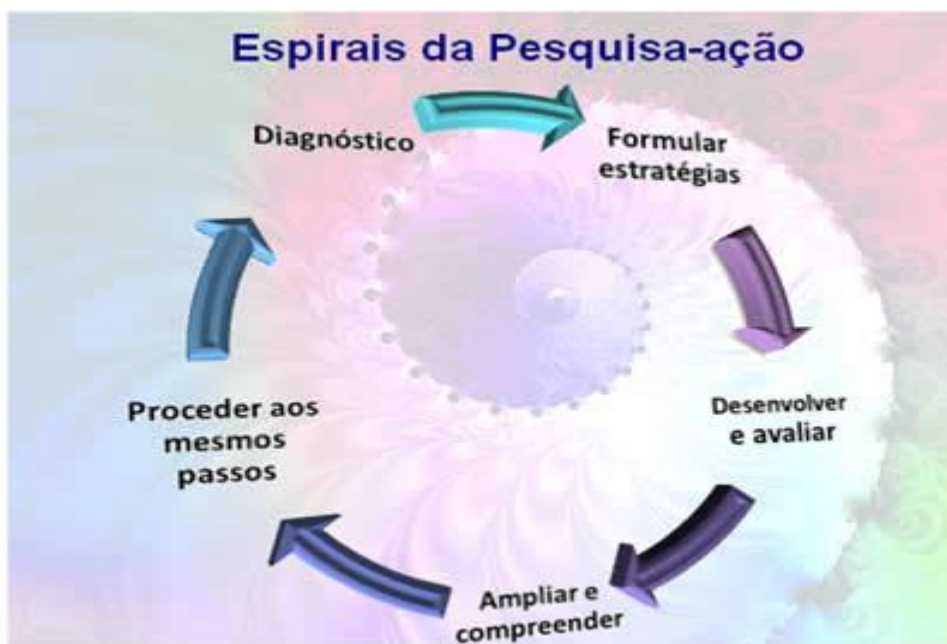 Espirais da Pesquisa-ação
Diagnóstico
Formular
estratégias
Desenvolver
e avaliar
Ampliar e
compreender
Proceder aos
mesmos
passos